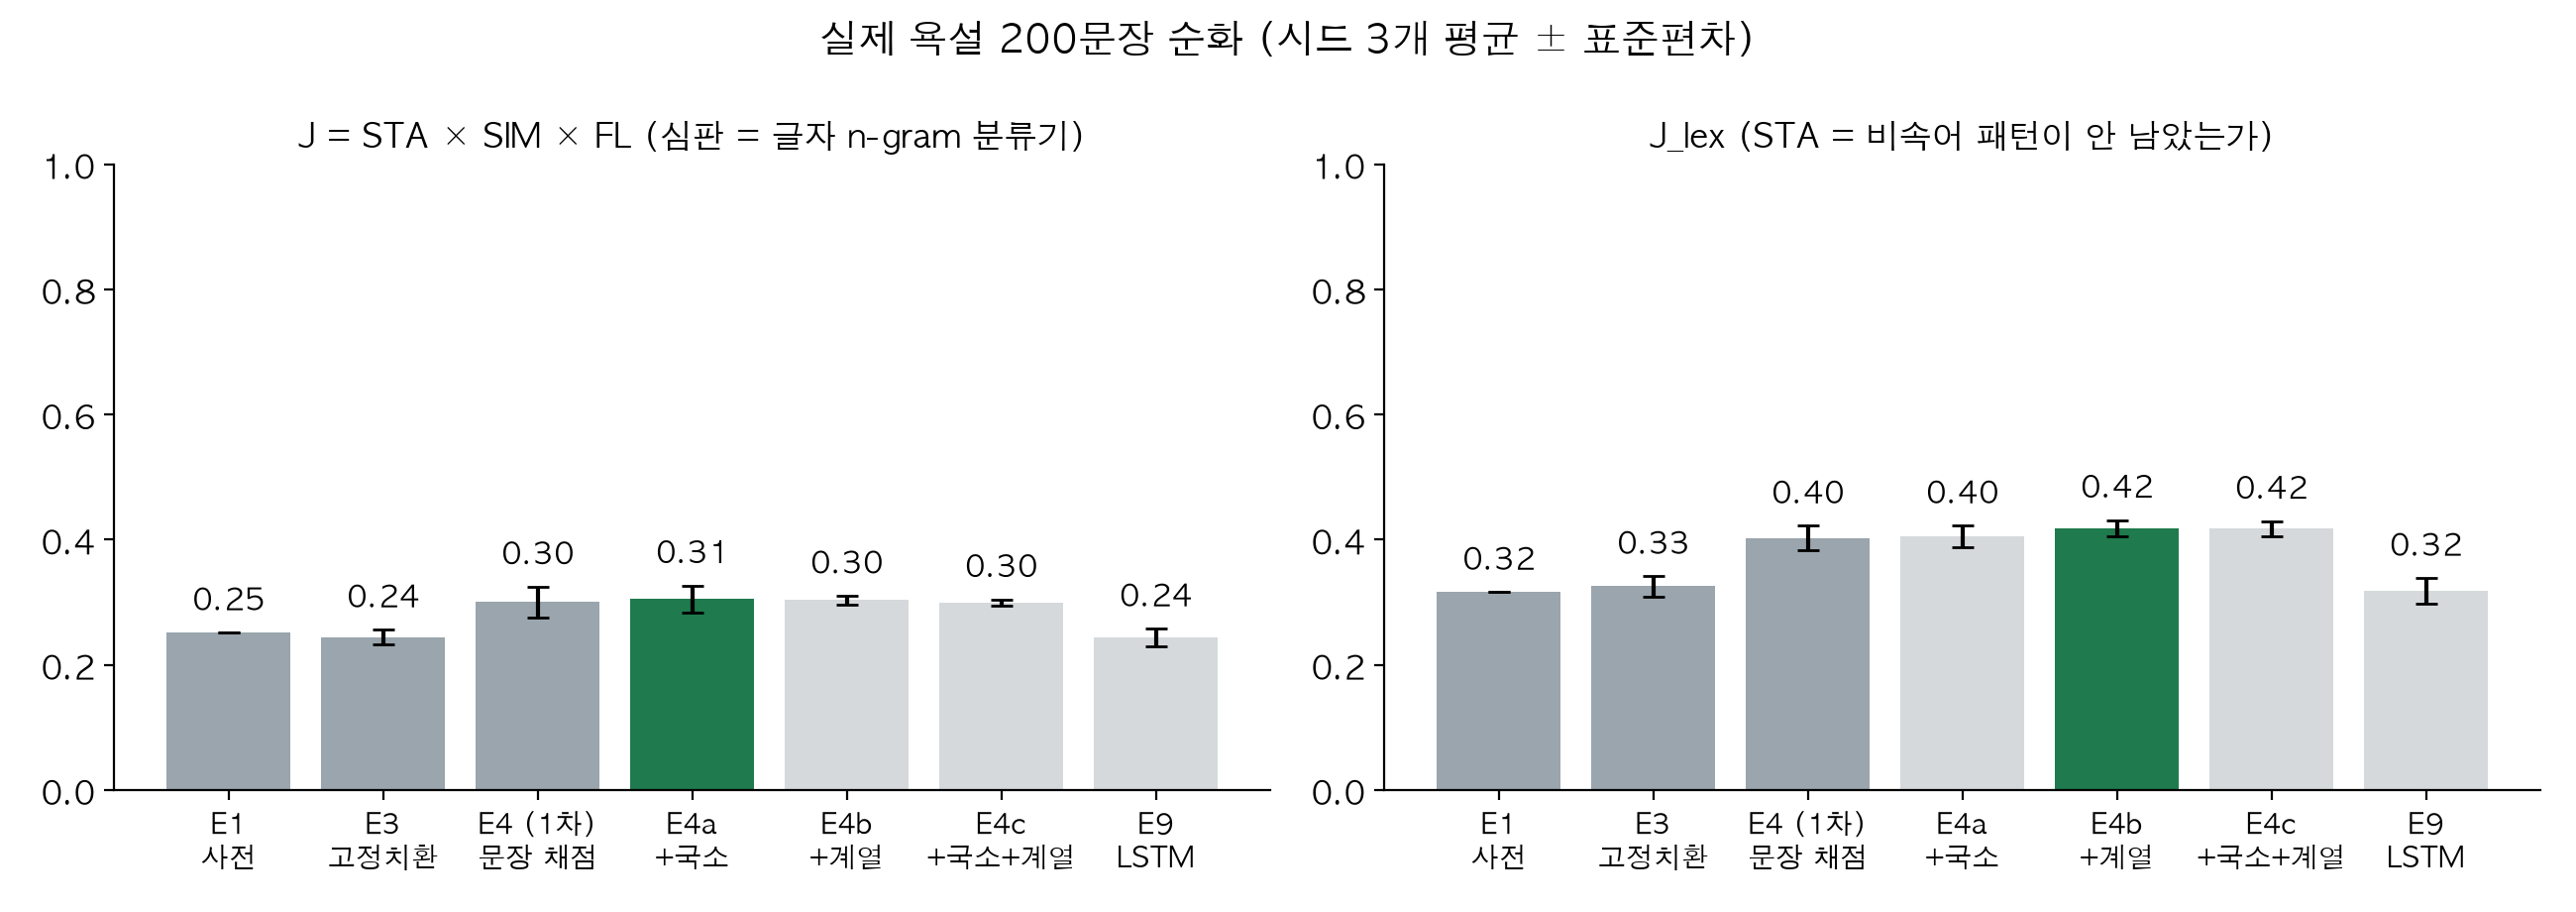 실제 욕설 200문장 순화 (시드 3개 평균 ± 표준편차)
J = STA × SIM × FL (심판 = 글자 n-gram 분류기)
1.0
0.8
0.6
0.4
0.2
0.0
0.25
0.24
0.30
0.31
0.30
0.30
0.24
E1
사전
E3
고정치환
E4 (1차)
문장 채점
E4a
+국소
E4b
+계열
E4c
+국소+계열
E9
LSTM
J_lex (STA = 비속어 패턴이 안 남았는가)
1.0
0.8
0.6
0.4
0.2
0.0
0.32
0.33
0.40
0.40
0.42
0.42
0.32
E1
사전
E3
고정치환
E4 (1차)
문장 채점
E4a
+국소
E4b
+계열
E4c
+국소+계열
E9
LSTM